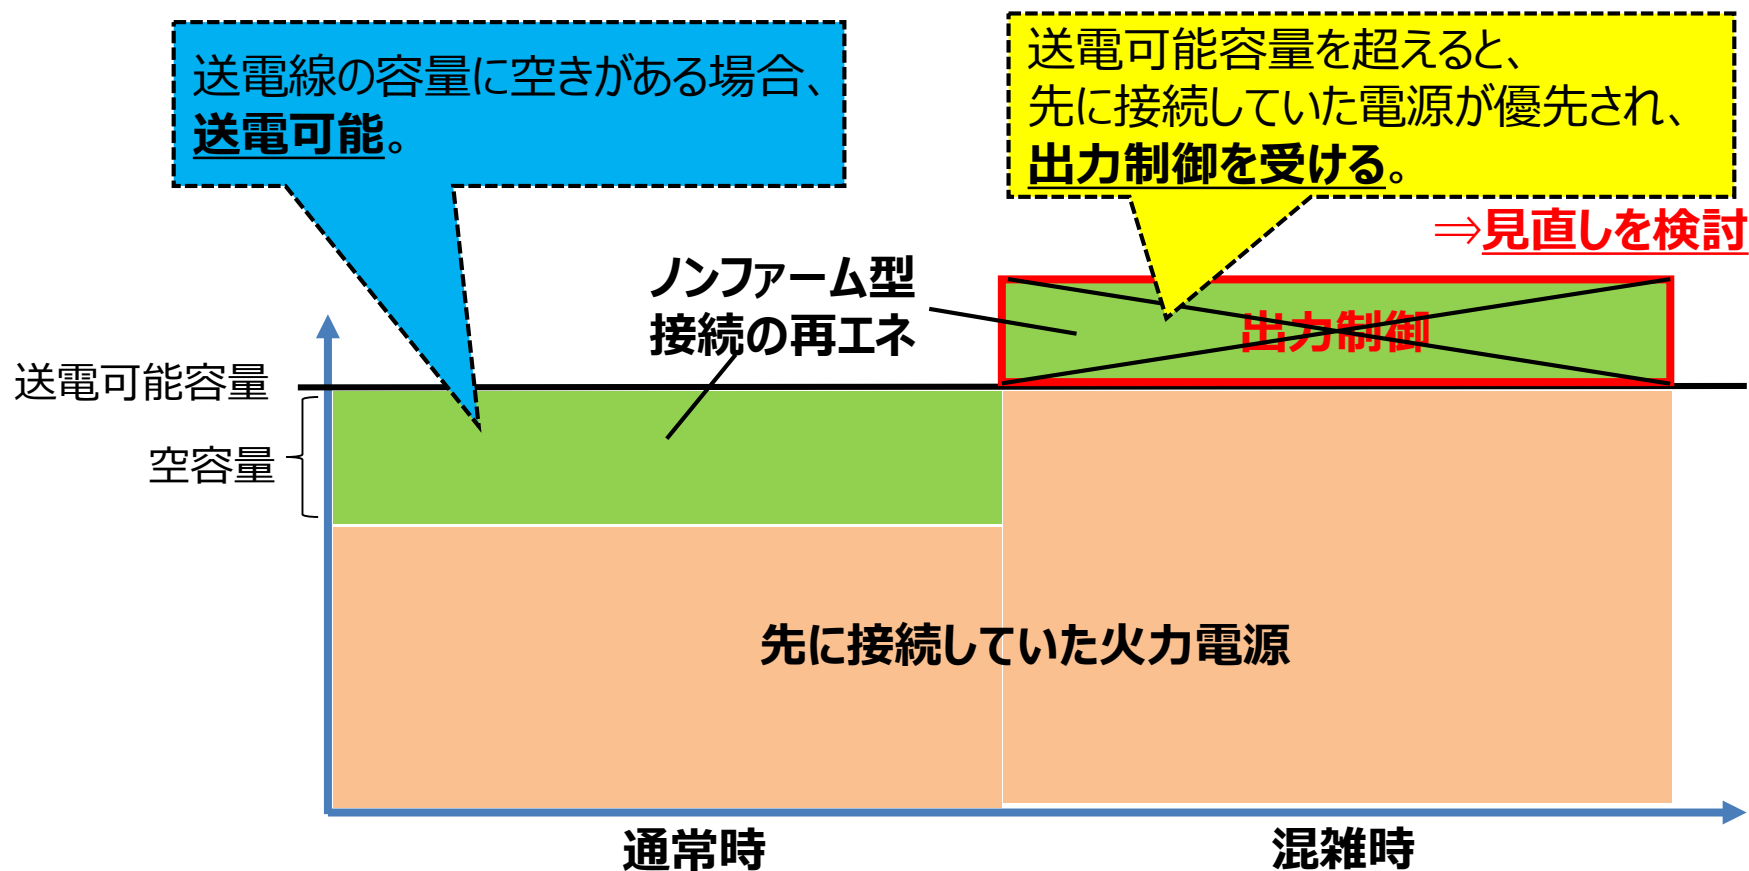 送電線の容量に空きがある場合、
送電可能。
送電可能容量を超えると、
先に接続していた電源が優先され、
出力制御を受ける。
⇒見直しを検討
ノンファーム型
接続の再エネ
出力制御
送電可能容量
空容量
先に接続していた火力電源
通常時
混雑時